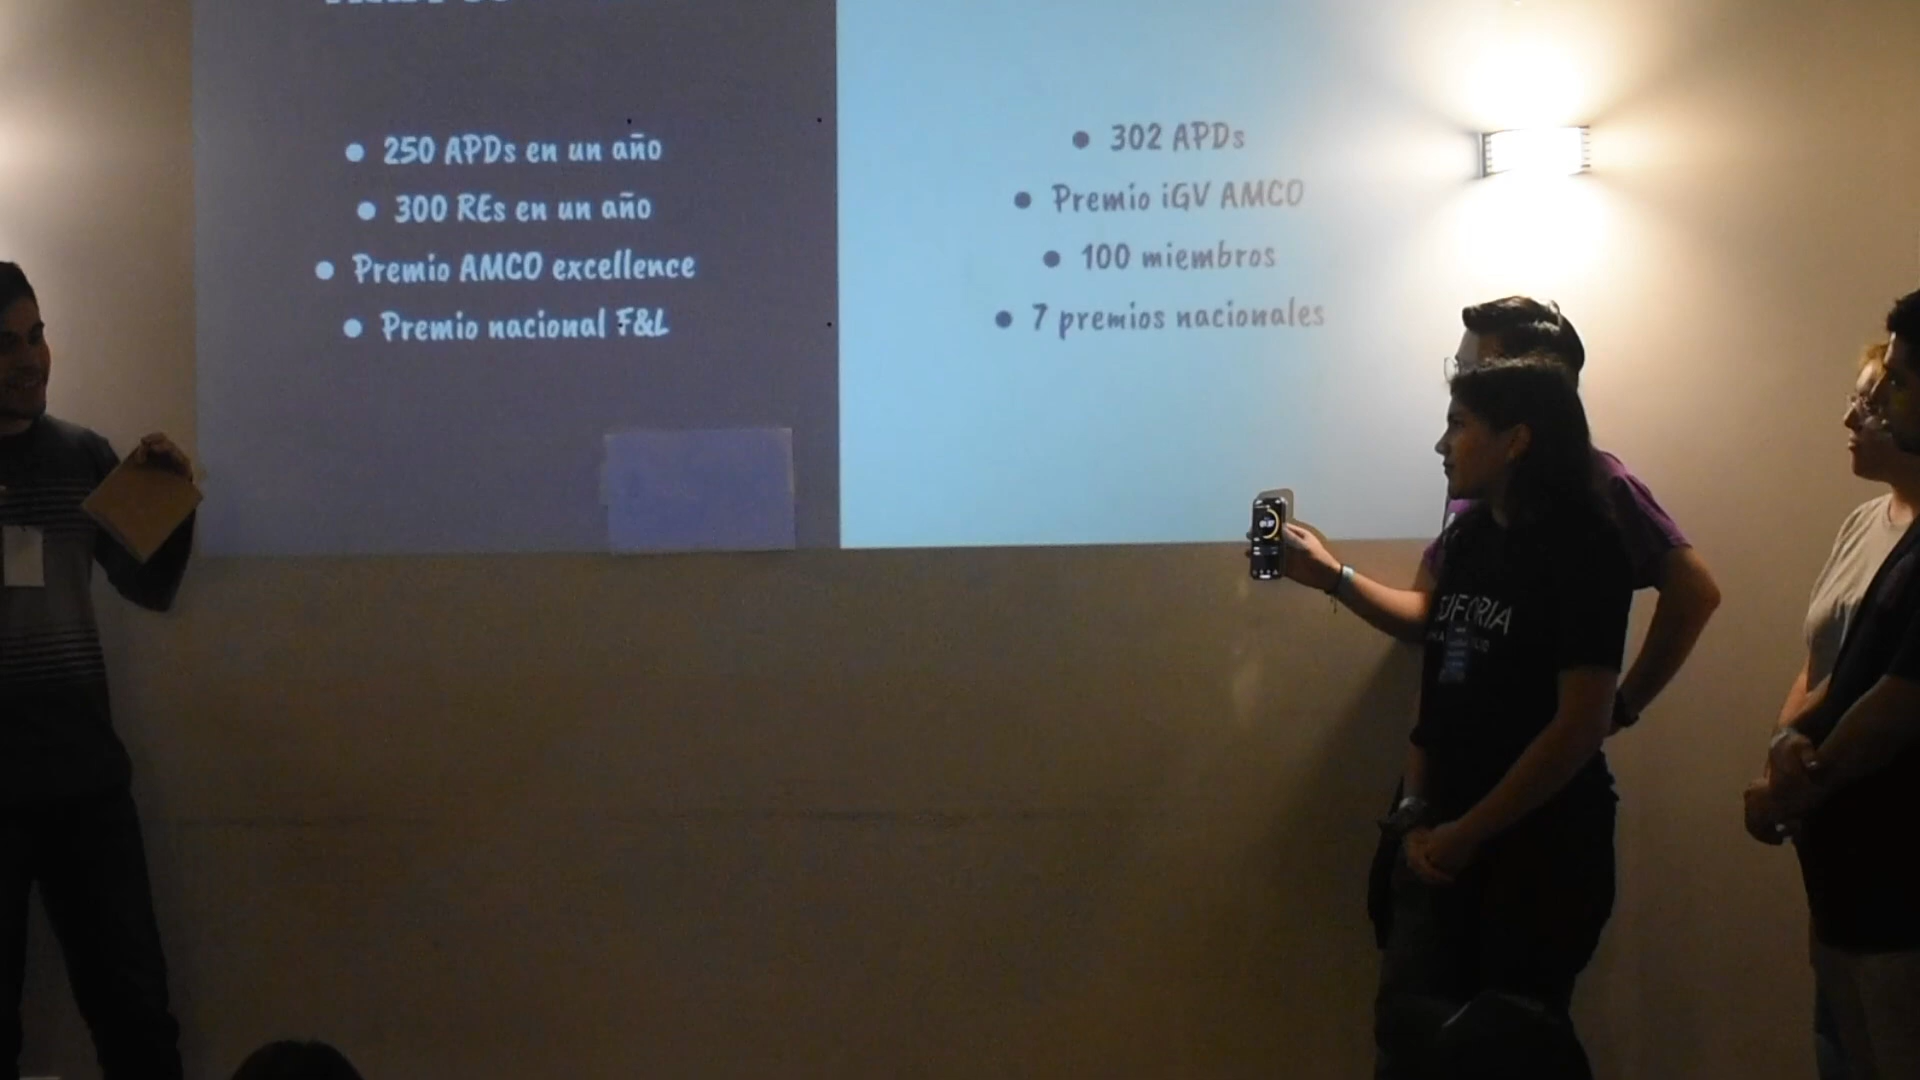 250 APDs en un año
300 REs en un año
Premio AMCO excellence
Premio nacional F&L
302 APDs
Premio iGV AMCO
100 miembros
7 premios nacionales